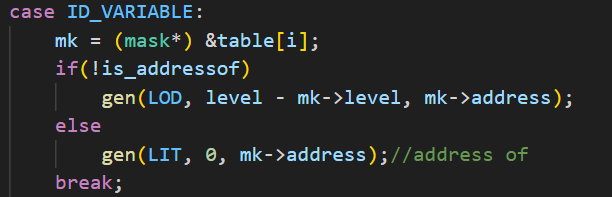 case ID_VARIABLE:
    mk = (mask*) &table[i];
    if(!is_addressof)
        gen(LOD, level - mk->level, mk->address);
    else
        gen(LIT, 0, mk->address);//address of
    break;